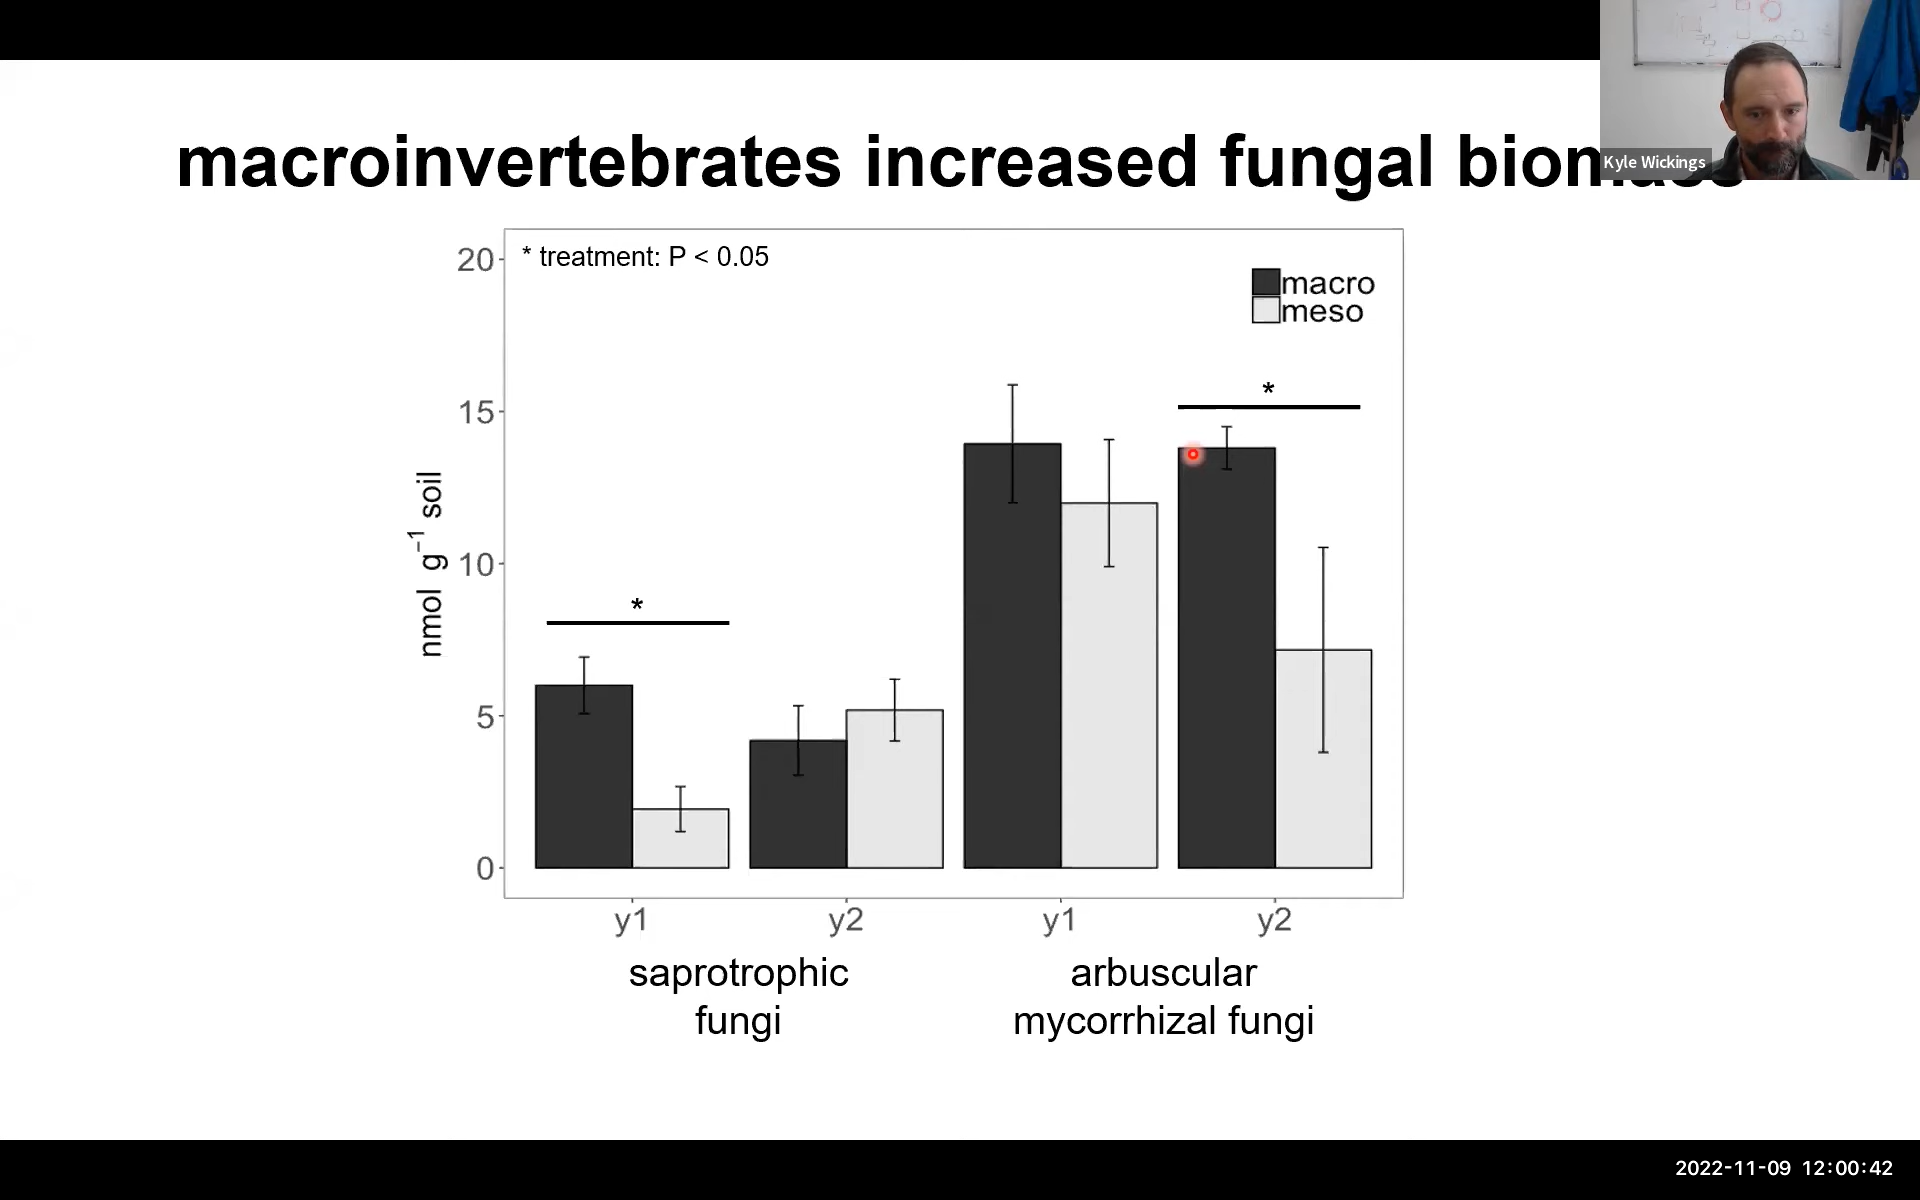 macroinvertebrates increased fungal biomass
Kyle Wickings
* treatment: P < 0.05
macro
meso
20
15
10
5
0
nmol g⁻¹ soil
*
*
y1 y2 y1 y2
saprotrophic
fungi
arbuscular
mycorrhizal fungi
2022-11-09 12:00:42